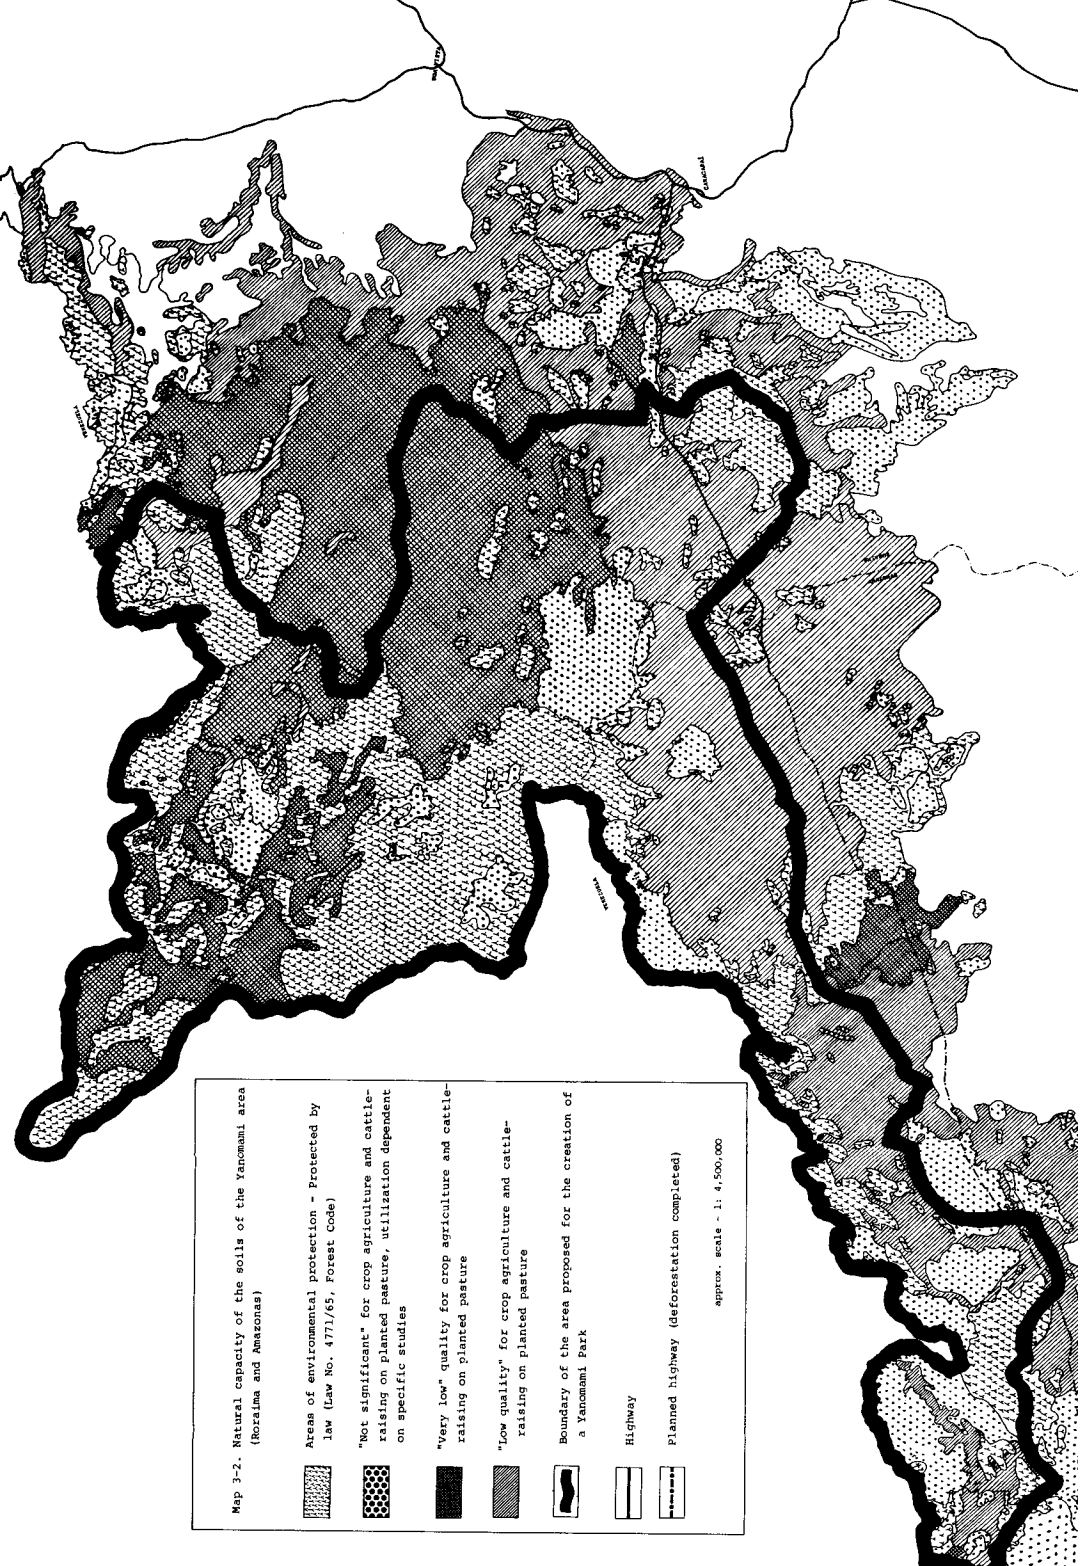 Map 3-2. Natural capacity of the soils of the Yanomami area
(Roraima and Amazonas)
Areas of environmental protection - Protected by
law (Law No. 4771/65, Forest Code)
"Not significant" for crop agriculture and cattle-
raising on planted pasture, utilization dependent
on specific studies
"Very low" quality for crop agriculture and cattle-
raising on planted pasture
"Low quality" for crop agriculture and cattle-
raising on planted pasture
Boundary of the area proposed for the creation of
a Yanomami Park
Highway
Planned highway (deforestation completed)
approx. scale - 1: 4,500,000
VENEZUELA
CARACARAÍ